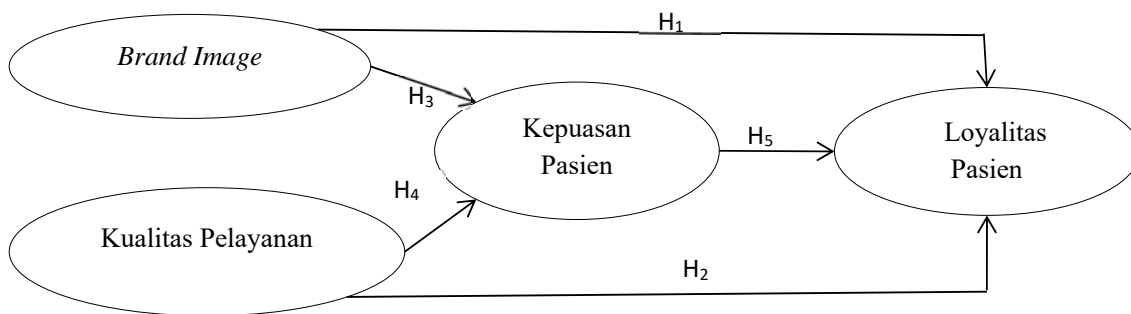 H₁
Brand Image
H₃
Kepuasan
Pasien
H₅
Loyalitas
Pasien
H₄
Kualitas Pelayanan
H₂